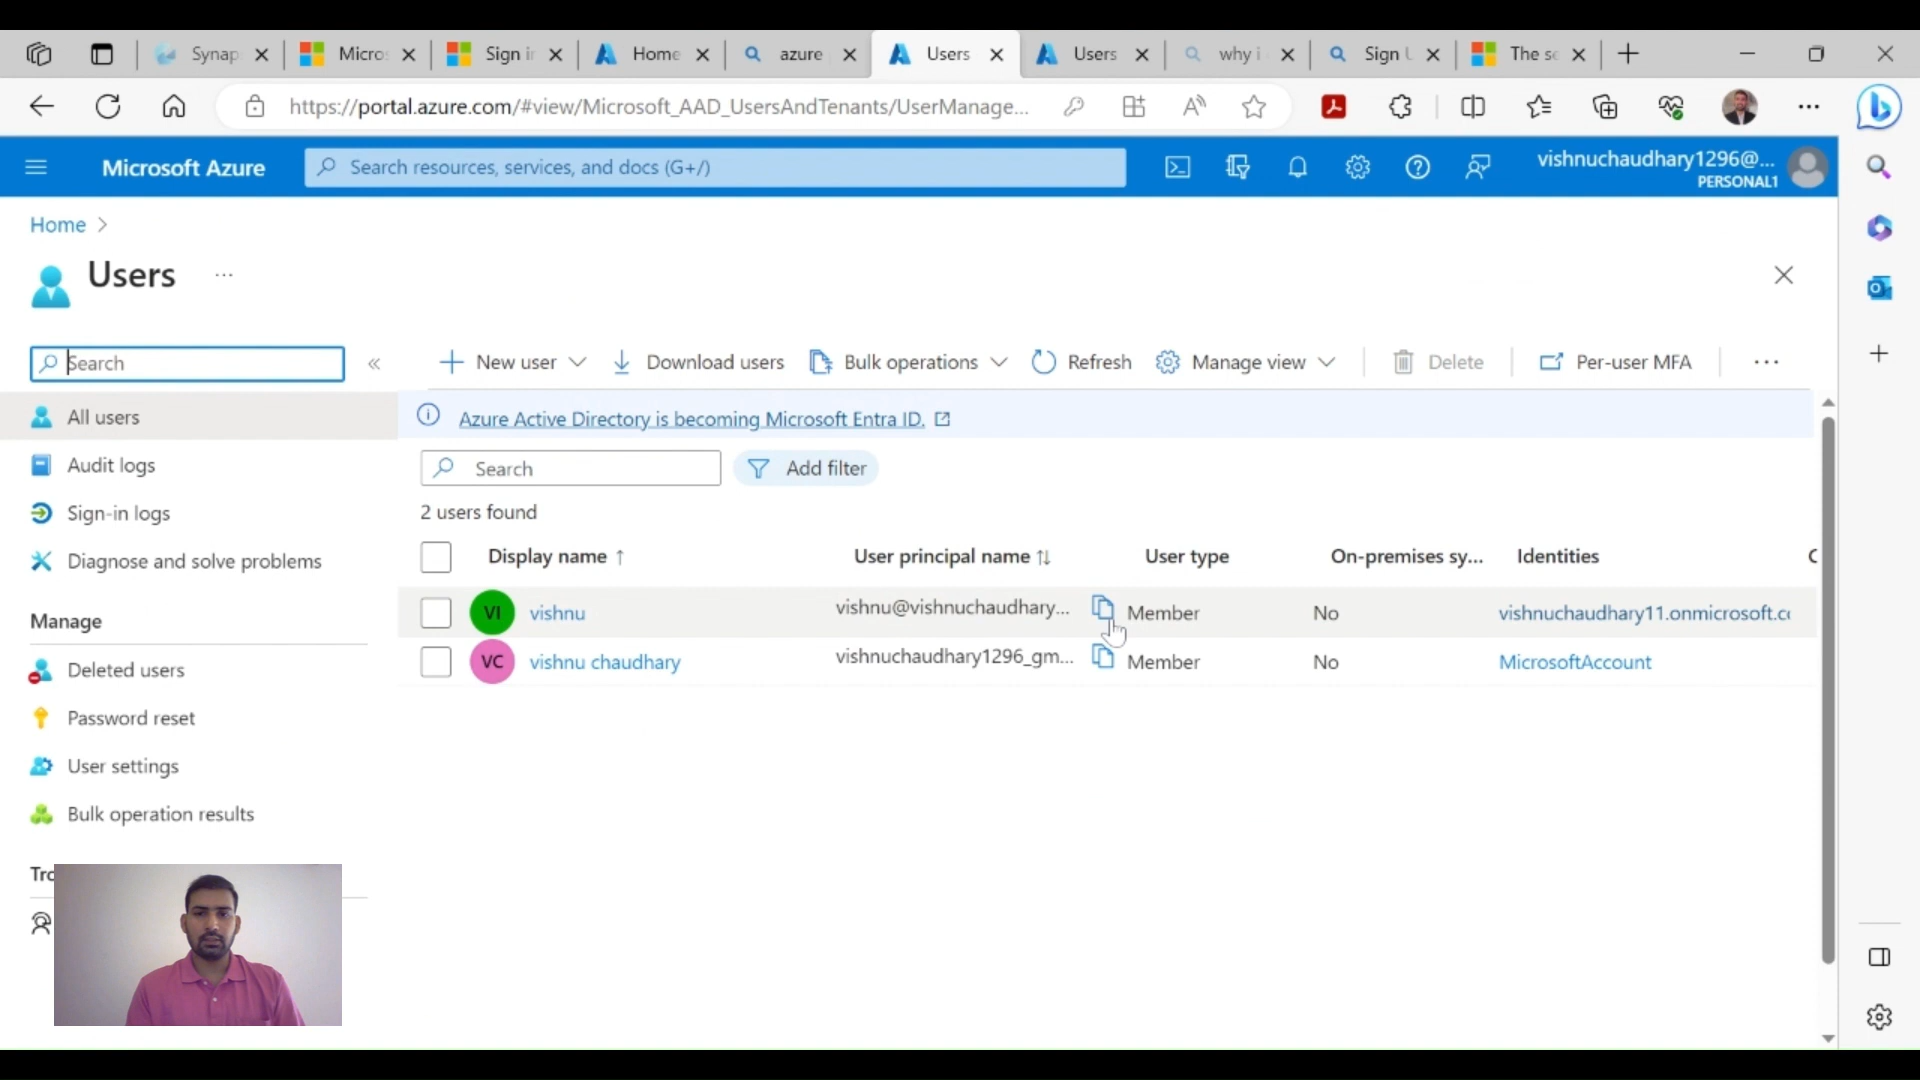 Synap
Micro
Sign in
Home
azure
Users
Users
why i
Sign U
The se
https://portal.azure.com/#view/Microsoft_AAD_UsersAndTenants/UserManage...
Microsoft Azure
Search resources, services, and docs (G+/)
vishnuchaudhary1296@...
PERSONAL1
Home
Users
Search
New user
Download users
Bulk operations
Refresh
Manage view
Delete
Per-user MFA
All users
Audit logs
Sign-in logs
Diagnose and solve problems
Manage
Deleted users
Password reset
User settings
Bulk operation results
Azure Active Directory is becoming Microsoft Entra ID.
Search
Add filter
2 users found
Display name
User principal name
User type
On-premises sy...
Identities
VI
vishnu
vishnu@vishnuchaudhary...
Member
No
vishnuchaudhary11.onmicrosoft.co
VC
vishnu chaudhary
vishnuchaudhary1296_gm...
Member
No
MicrosoftAccount